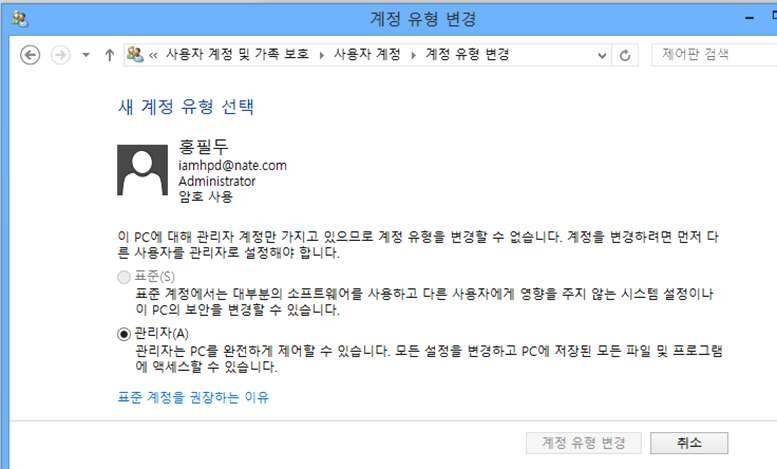 계정 유형 변경
« 사용자 계정 및 가족 보호 ▸ 사용자 계정 ▸ 계정 유형 변경
제어판 검색
새 계정 유형 선택
홍필두
iamhpd@nate.com
Administrator
암호 사용
이 PC에 대해 관리자 계정만 가지고 있으므로 계정 유형을 변경할 수 없습니다. 계정을 변경하려면 먼저 다
른 사용자를 관리자로 설정해야 합니다.
표준(S)
표준 계정에서는 대부분의 소프트웨어를 사용하고 다른 사용자에게 영향을 주지 않는 시스템 설정이나
이 PC의 보안을 변경할 수 있습니다.
관리자(A)
관리자는 PC를 완전하게 제어할 수 있습니다. 모든 설정을 변경하고 PC에 저장된 모든 파일 및 프로그램
에 액세스할 수 있습니다.
표준 계정을 권장하는 이유
계정 유형 변경
취소